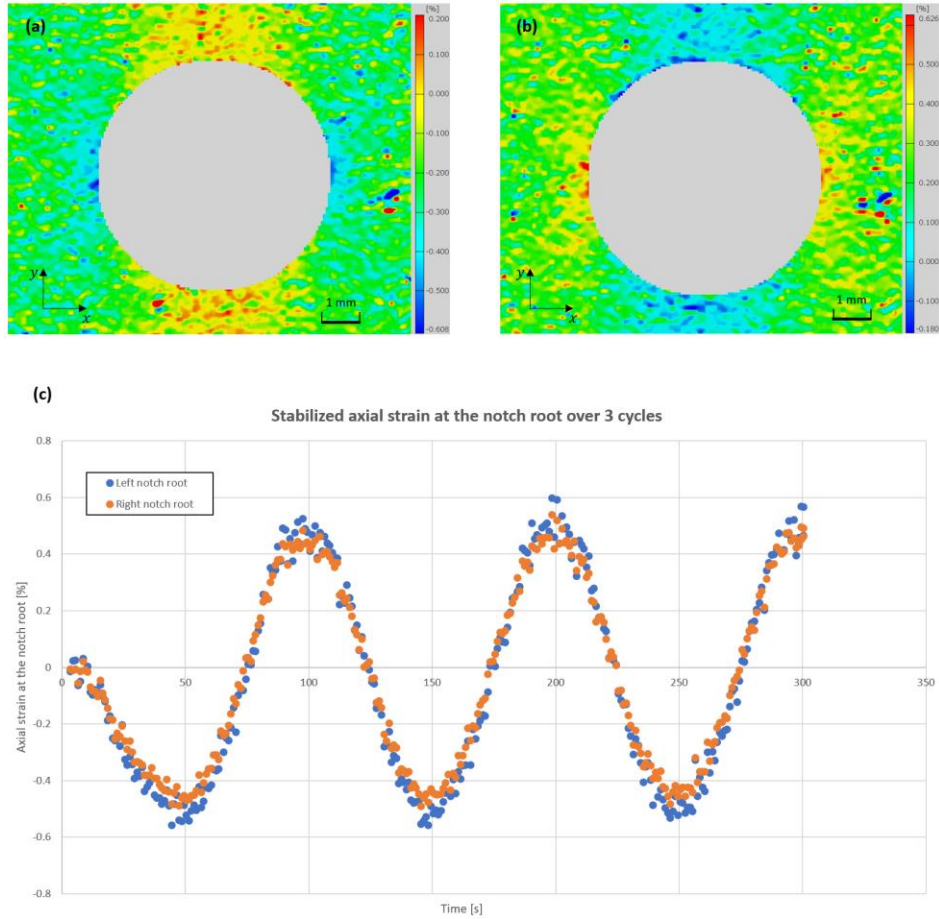 (a)
[%]
0.200
0.100
0.000
-0.100
-0.200
-0.300
-0.400
-0.500
-0.608
y
x
1 mm
(b)
[%]
0.626
0.500
0.400
0.300
0.200
0.100
0.000
-0.100
-0.180
y
x
1 mm
(c)
Stabilized axial strain at the notch root over 3 cycles
Left notch root
Right notch root
Axial strain at the notch root [%]
0.8
0.6
0.4
0.2
0
-0.2
-0.4
-0.6
-0.8
0 50 100 150 200 250 300 350
Time [s]